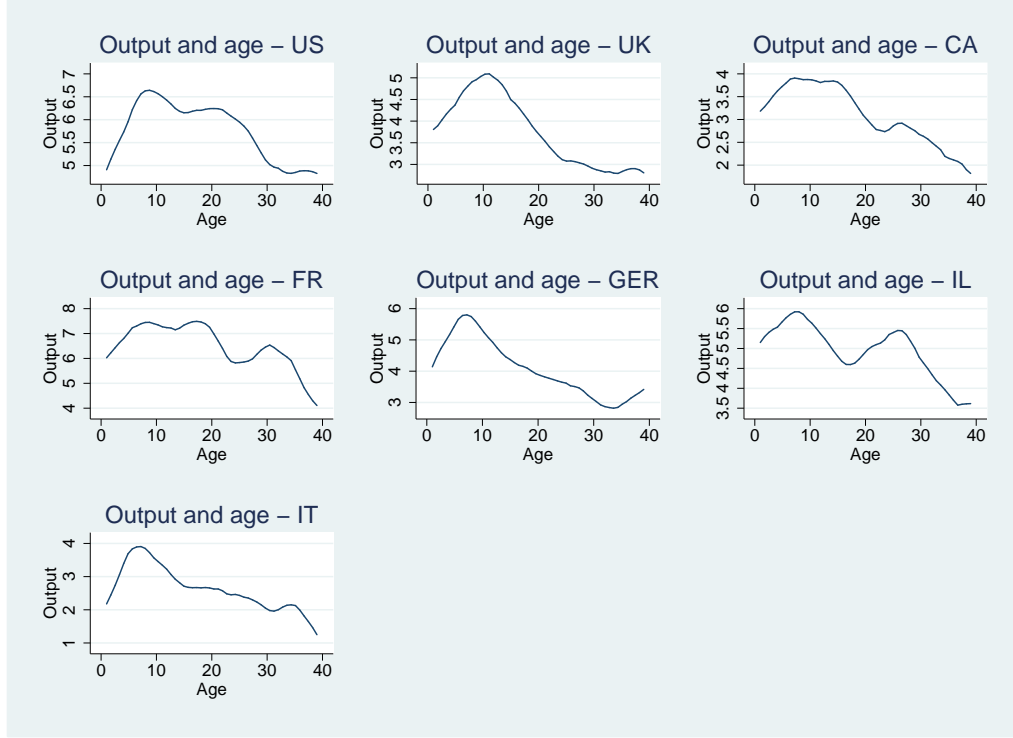 Output and age – US
Output
5 5.5 6 6.5 7
0 10 20 30 40
Age
Output and age – UK
Output
3 3.5 4 4.5 5
0 10 20 30 40
Age
Output and age – CA
Output
2 2.5 3 3.5 4
0 10 20 30 40
Age
Output and age – FR
Output
4 5 6 7 8
0 10 20 30 40
Age
Output and age – GER
Output
3 4 5 6
0 10 20 30 40
Age
Output and age – IL
Output
3.5 4 4.5 5 5.5 6
0 10 20 30 40
Age
Output and age – IT
Output
1 2 3 4
0 10 20 30 40
Age